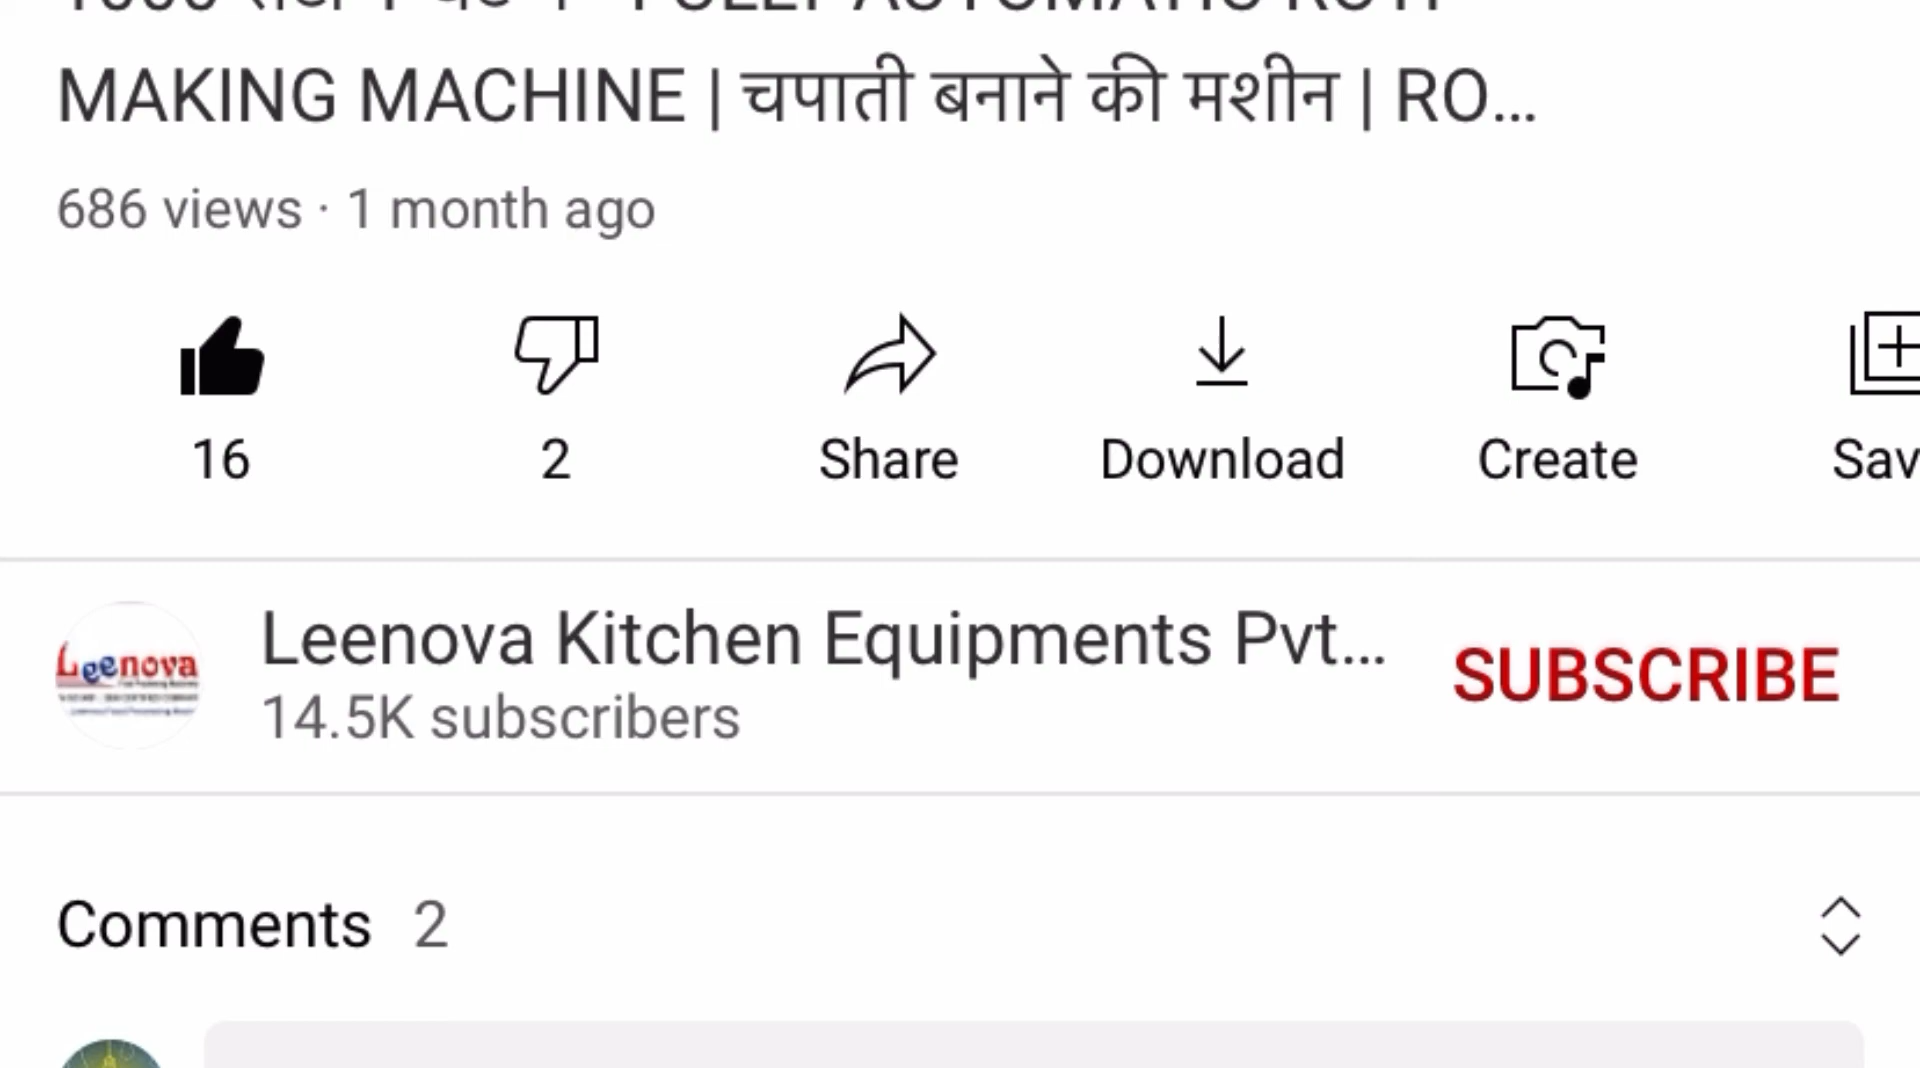 MAKING MACHINE | चपाती बनाने की मशीन | RO...
686 views · 1 month ago
16
2
Share
Download
Create
Sav
Leenova
Leenova Kitchen Equipments Pvt...
14.5K subscribers
SUBSCRIBE
Comments 2